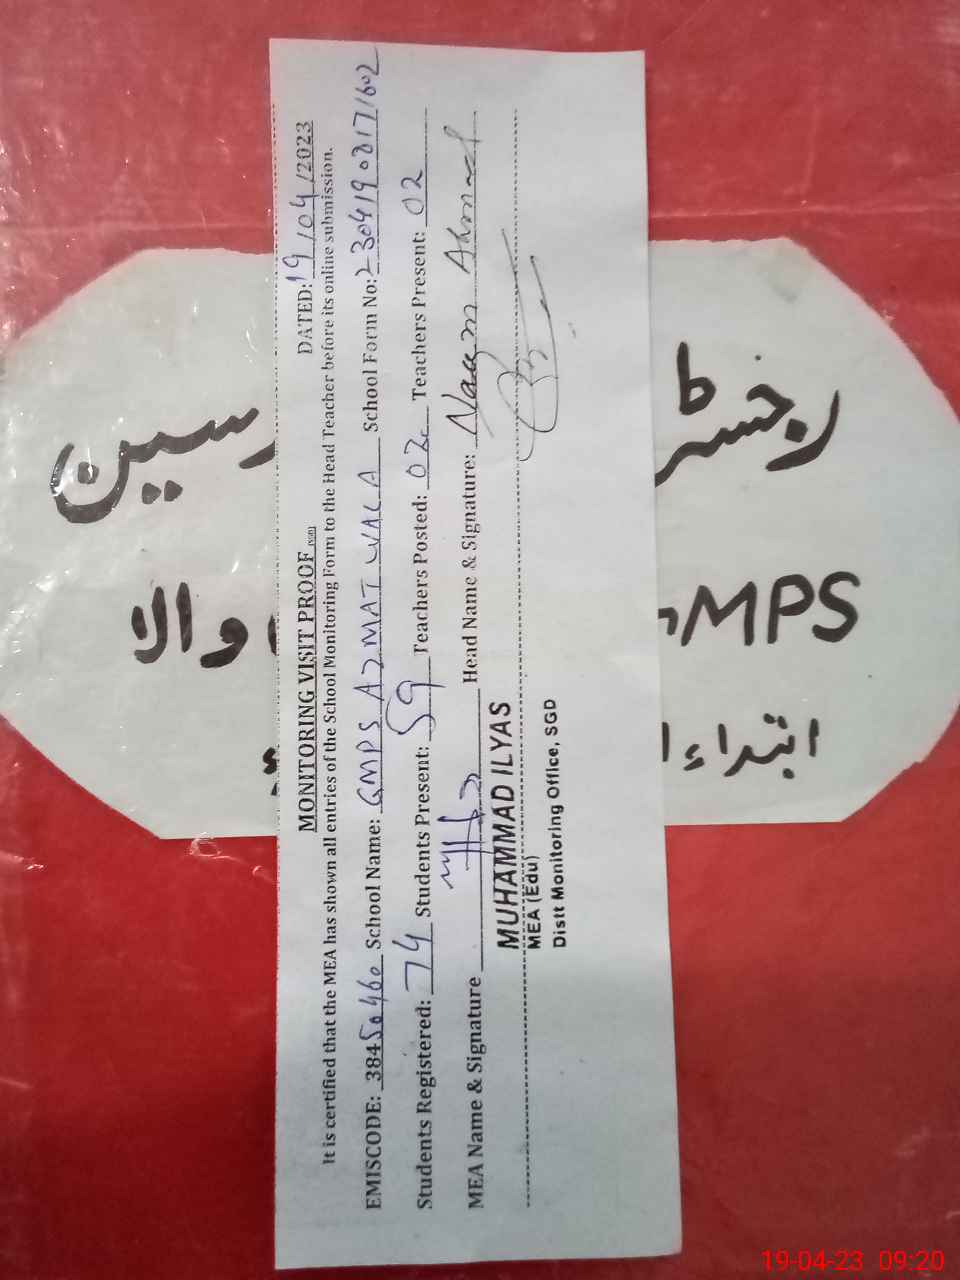 MONITORING VISIT PROOF
DATED: 19/04/2023
It is certified that the MEA has shown all entries of the School Monitoring Form to the Head Teacher before its online submission.
EMISCODE: 38450460 School Name: GMPS AZMAT WALA School Form No:
Students Registered: 74 Students Present: 59 Teachers Posted: 02 Teachers Present: 02
MEA Name & Signature Head Name & Signature: Naeem Ahmad
MUHAMMAD ILYAS
MEA (Edu)
Distt Monitoring Office, SGD
رجسٹر
رسین
GMPS والا
ابتداء
19-04-23 09:20